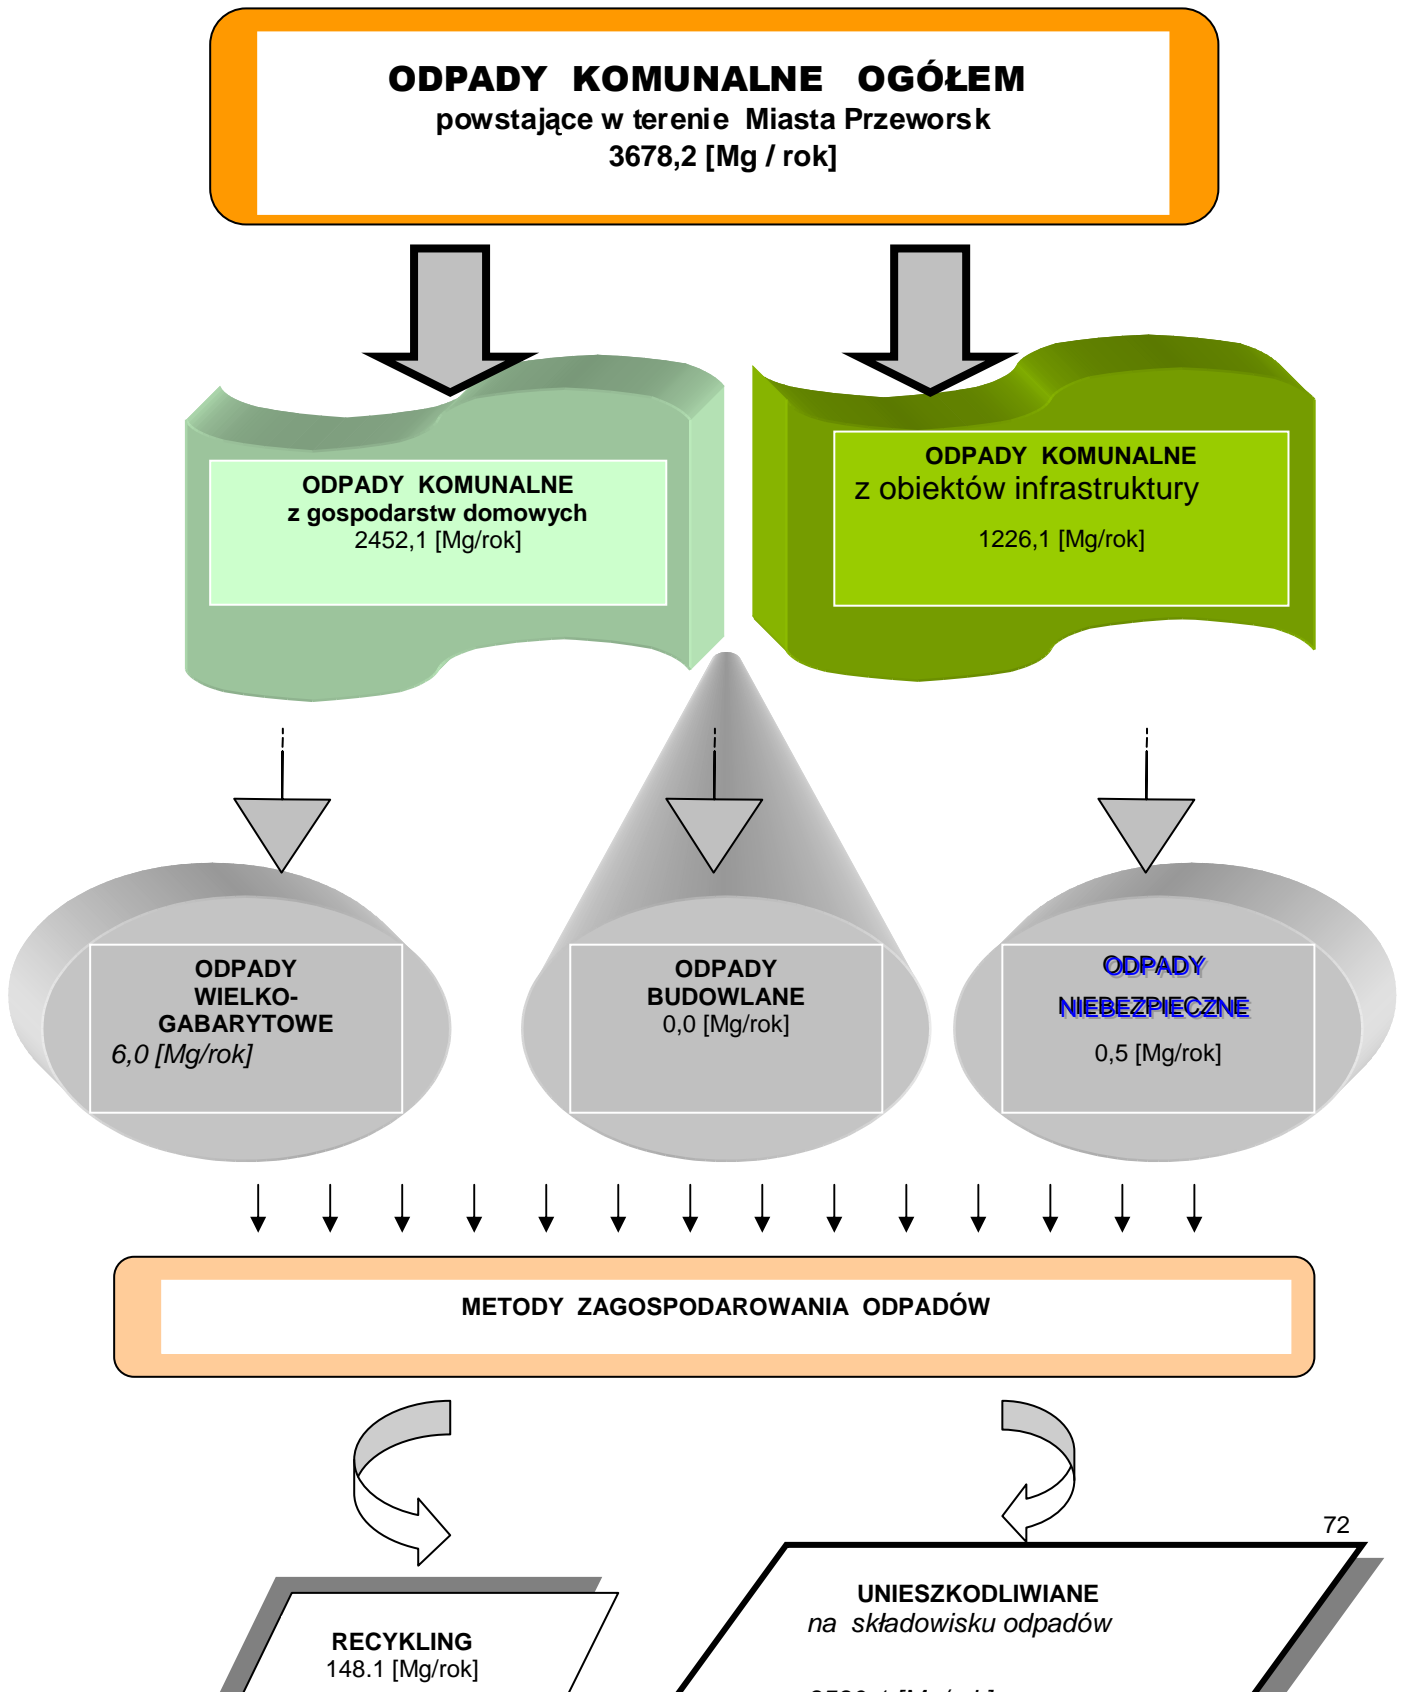 ODPADY KOMUNALNE OGÓŁEM
powstające w terenie Miasta Przeworsk
3678,2 [Mg / rok]
ODPADY KOMUNALNE
z gospodarstw domowych
2452,1 [Mg/rok]
ODPADY KOMUNALNE
z obiektów infrastruktury
1226,1 [Mg/rok]
ODPADY
WIELKO-
GABARYTOWE
6,0 [Mg/rok]
ODPADY
BUDOWLANE
0,0 [Mg/rok]
ODPADY
NIEBEZPIECZNE
0,5 [Mg/rok]
METODY ZAGOSPODAROWANIA ODPADÓW
72
RECYKLING
148.1 [Mg/rok]
UNIESZKODLIWIANE
na składowisku odpadów